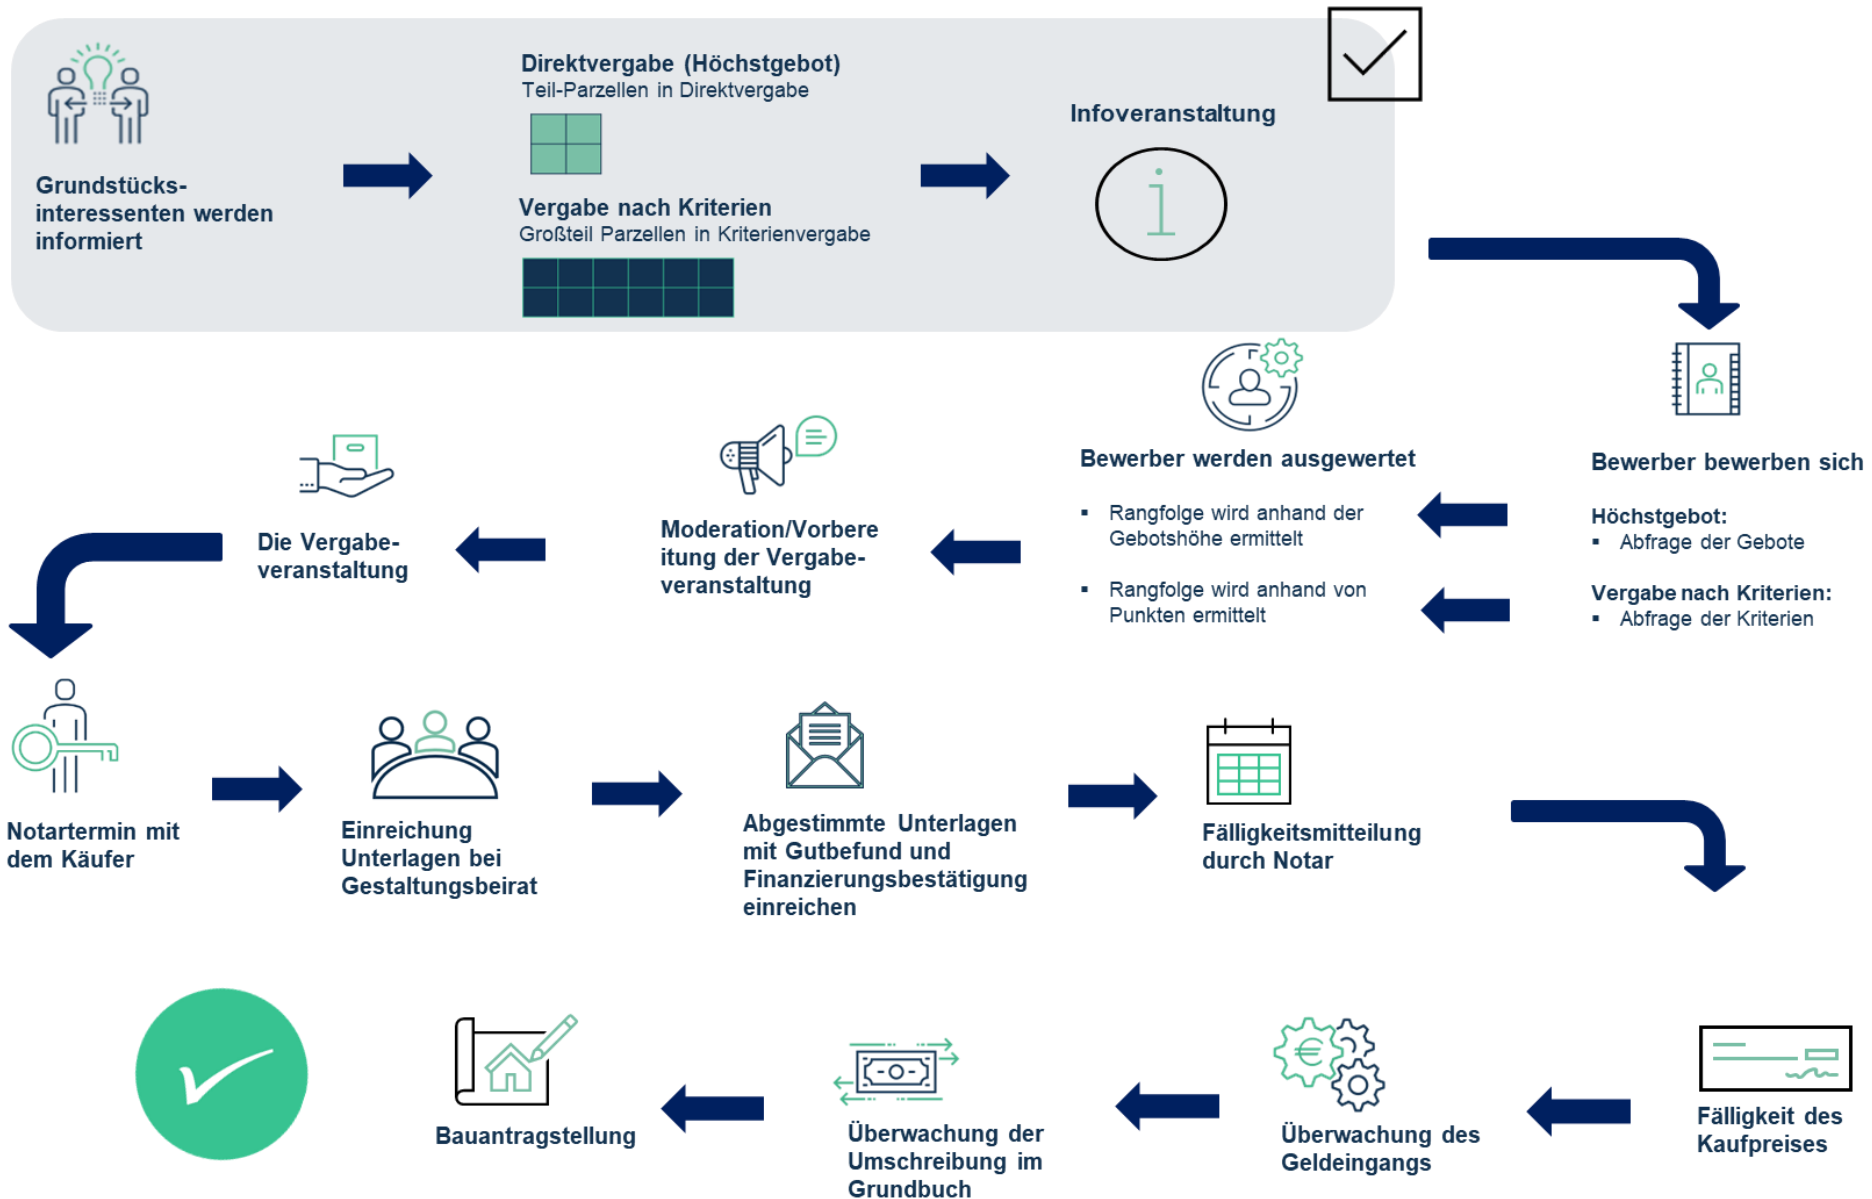 Grundstücks-
interessenten werden
informiert
Direktvergabe (Höchstgebot)
Teil-Parzellen in Direktvergabe
Vergabe nach Kriterien
Großteil Parzellen in Kriterienvergabe
Infoveranstaltung
i
Bewerber bewerben sich
Höchstgebot:
▪ Abfrage der Gebote
Vergabe nach Kriterien:
▪ Abfrage der Kriterien
Bewerber werden ausgewertet
▪ Rangfolge wird anhand der
Gebotshöhe ermittelt
▪ Rangfolge wird anhand von
Punkten ermittelt
Moderation/Vorbere
itung der Vergabe-
veranstaltung
Die Vergabe-
veranstaltung
Notartermin mit
dem Käufer
Einreichung
Unterlagen bei
Gestaltungsbeirat
Abgestimmte Unterlagen
mit Gutbefund und
Finanzierungsbestätigung
einreichen
Fälligkeitsmitteilung
durch Notar
Fälligkeit des
Kaufpreises
€
Überwachung des
Geldeingangs
Überwachung der
Umschreibung im
Grundbuch
Bauantragstellung